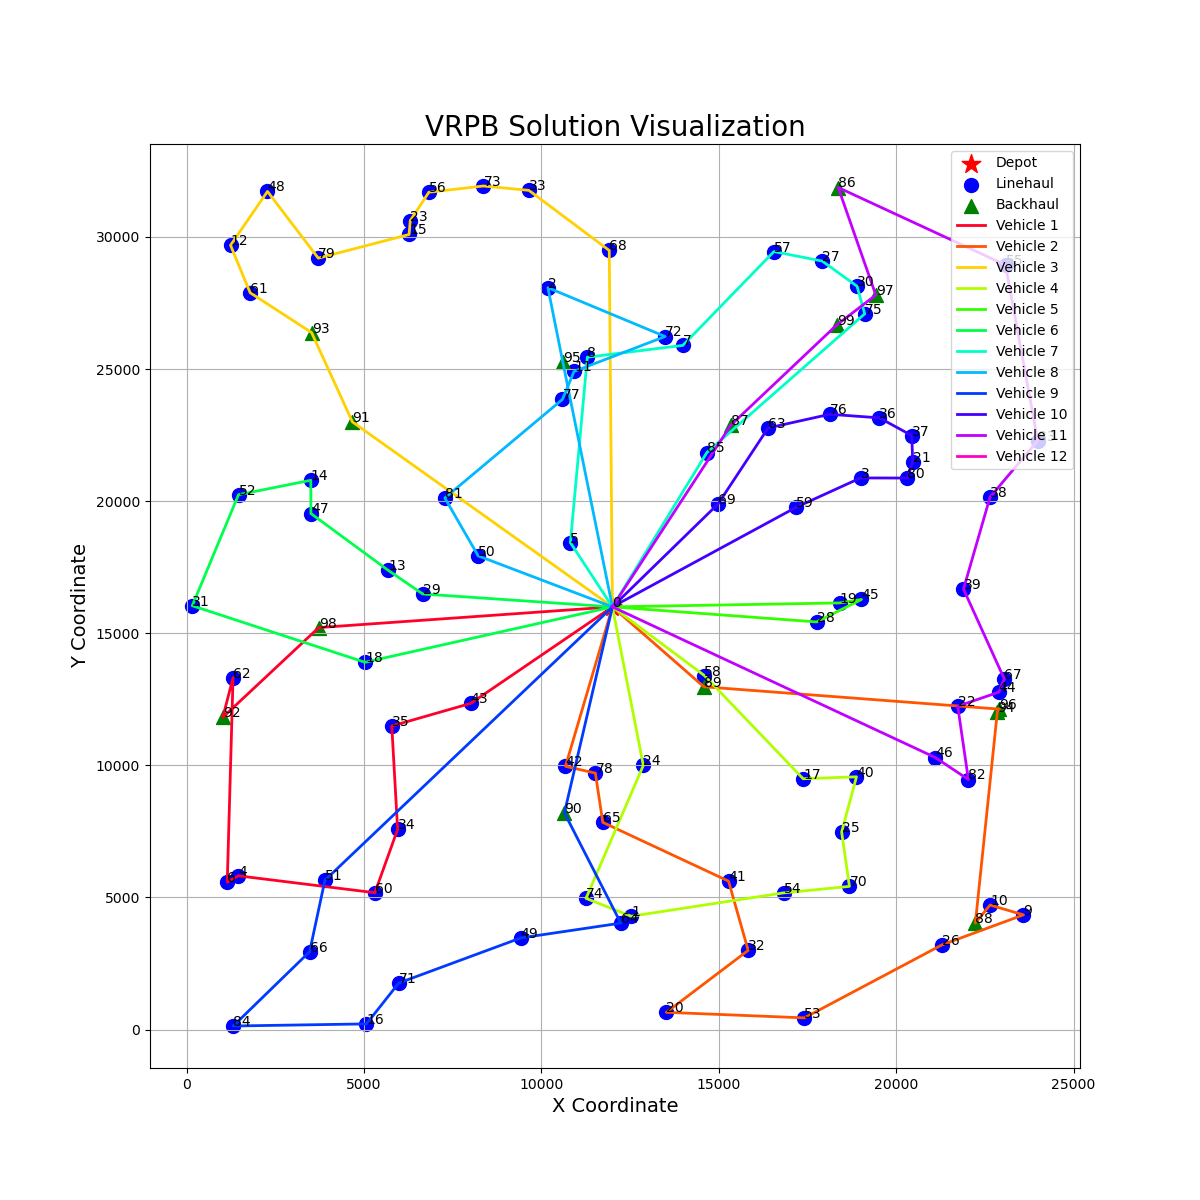 VRPB Solution Visualization
Depot
Linehaul
Backhaul
Vehicle 1
Vehicle 2
Vehicle 3
Vehicle 4
Vehicle 5
Vehicle 6
Vehicle 7
Vehicle 8
Vehicle 9
Vehicle 10
Vehicle 11
Vehicle 12
Y Coordinate
30000
25000
20000
15000
10000
5000
0
0 5000 10000 15000 20000 25000
X Coordinate
48 56 73 33 86
23
12 79 68 57 27 55
61 2 30 97
93 72 7 99 75
95 8
77
91 87 63 76 36 37
85 21
14 3 80
52 81 69 59
47
13 50 5 38
29 39
31 0 19 45
98 28
18
62 58 67
92 43 89 44
35 22 96
42 78 24 46 82
90 65 17 40
34 25
4 51 60 41 54 70
74 1 10 9
66 49 32 26 88
71
84 16 20 53